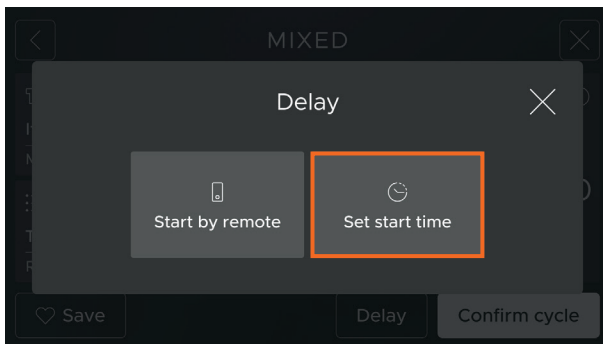 MIXED
Delay
Start by remote
Set start time
Save
Delay
Confirm cycle